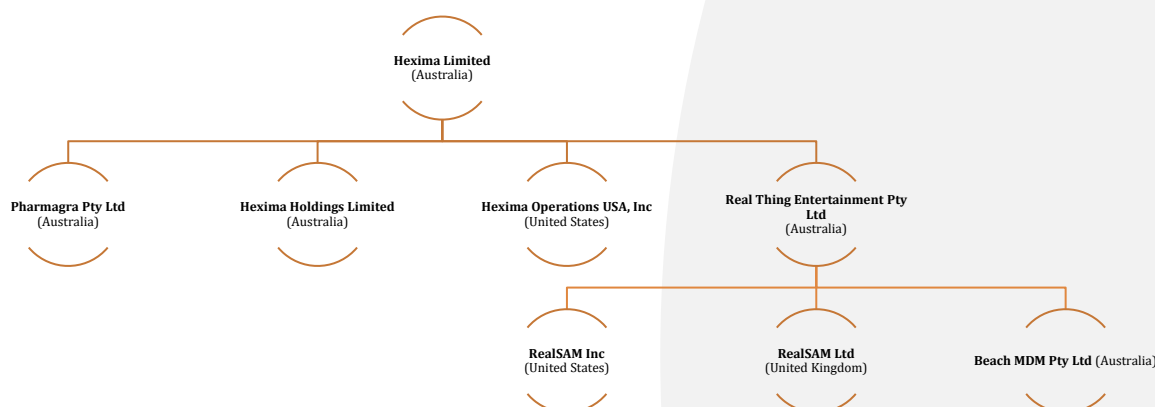 Hexima Limited
(Australia)
Pharmagra Pty Ltd
(Australia)
Hexima Holdings Limited
(Australia)
Hexima Operations USA, Inc
(United States)
Real Thing Entertainment Pty
Ltd
(Australia)
RealSAM Inc
(United States)
RealSAM Ltd
(United Kingdom)
Beach MDM Pty Ltd (Australia)